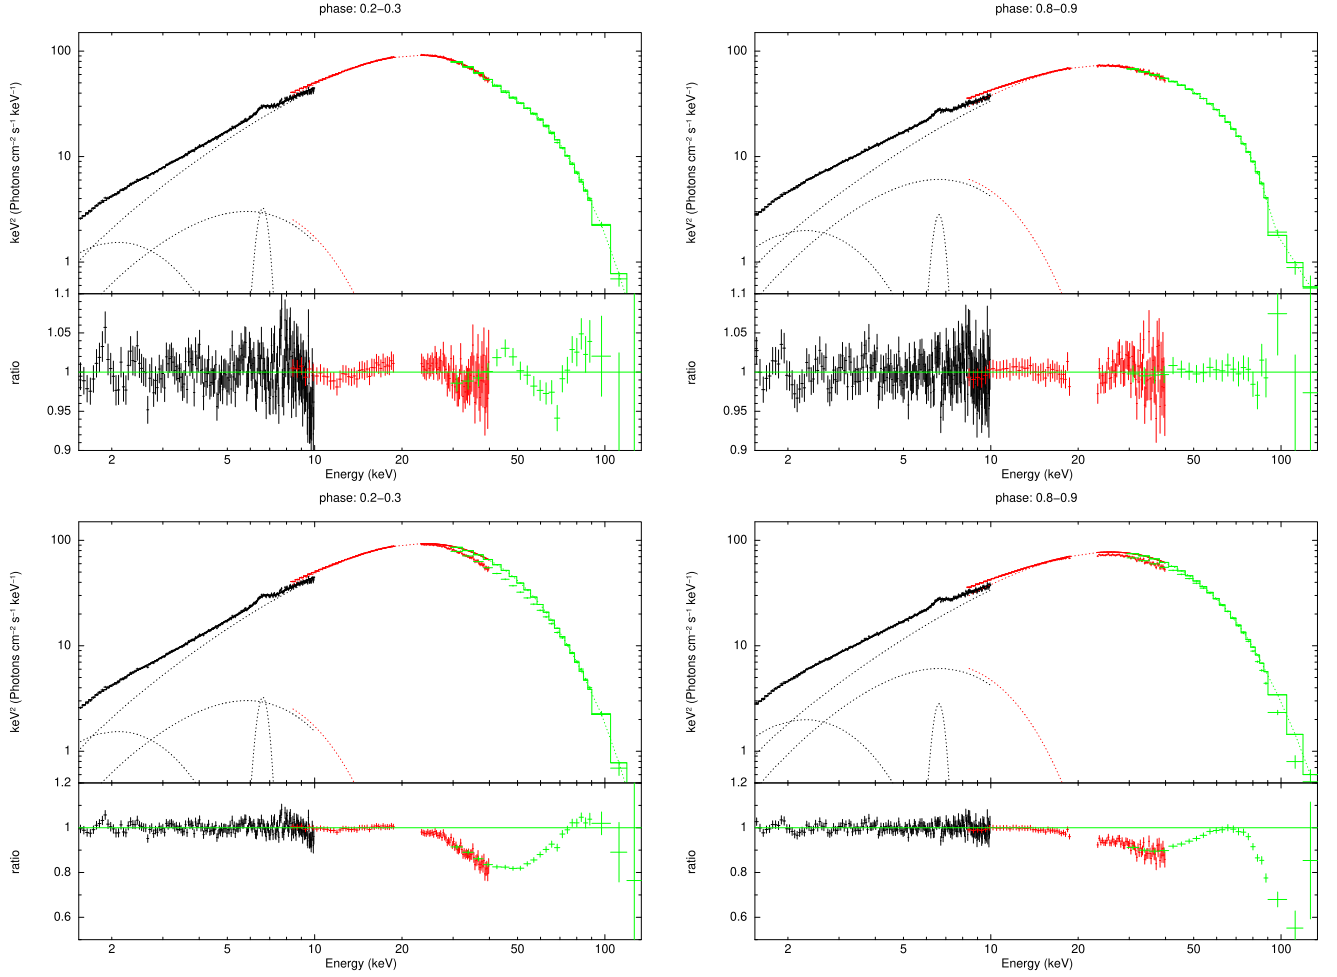 phase: 0.2−0.3
keV² (Photons cm⁻² s⁻¹ keV⁻¹)
100
10
1
1.1
1.05
1
0.95
0.9
ratio
2 5 10 20 50 100
Energy (keV)
phase: 0.8−0.9
keV² (Photons cm⁻² s⁻¹ keV⁻¹)
100
10
1
1.1
1.05
1
0.95
0.9
ratio
2 5 10 20 50 100
Energy (keV)
phase: 0.2−0.3
keV² (Photons cm⁻² s⁻¹ keV⁻¹)
100
10
1
1.2
1
0.8
0.6
ratio
2 5 10 20 50 100
Energy (keV)
phase: 0.8−0.9
keV² (Photons cm⁻² s⁻¹ keV⁻¹)
100
10
1
1.2
1
0.8
0.6
ratio
2 5 10 20 50 100
Energy (keV)